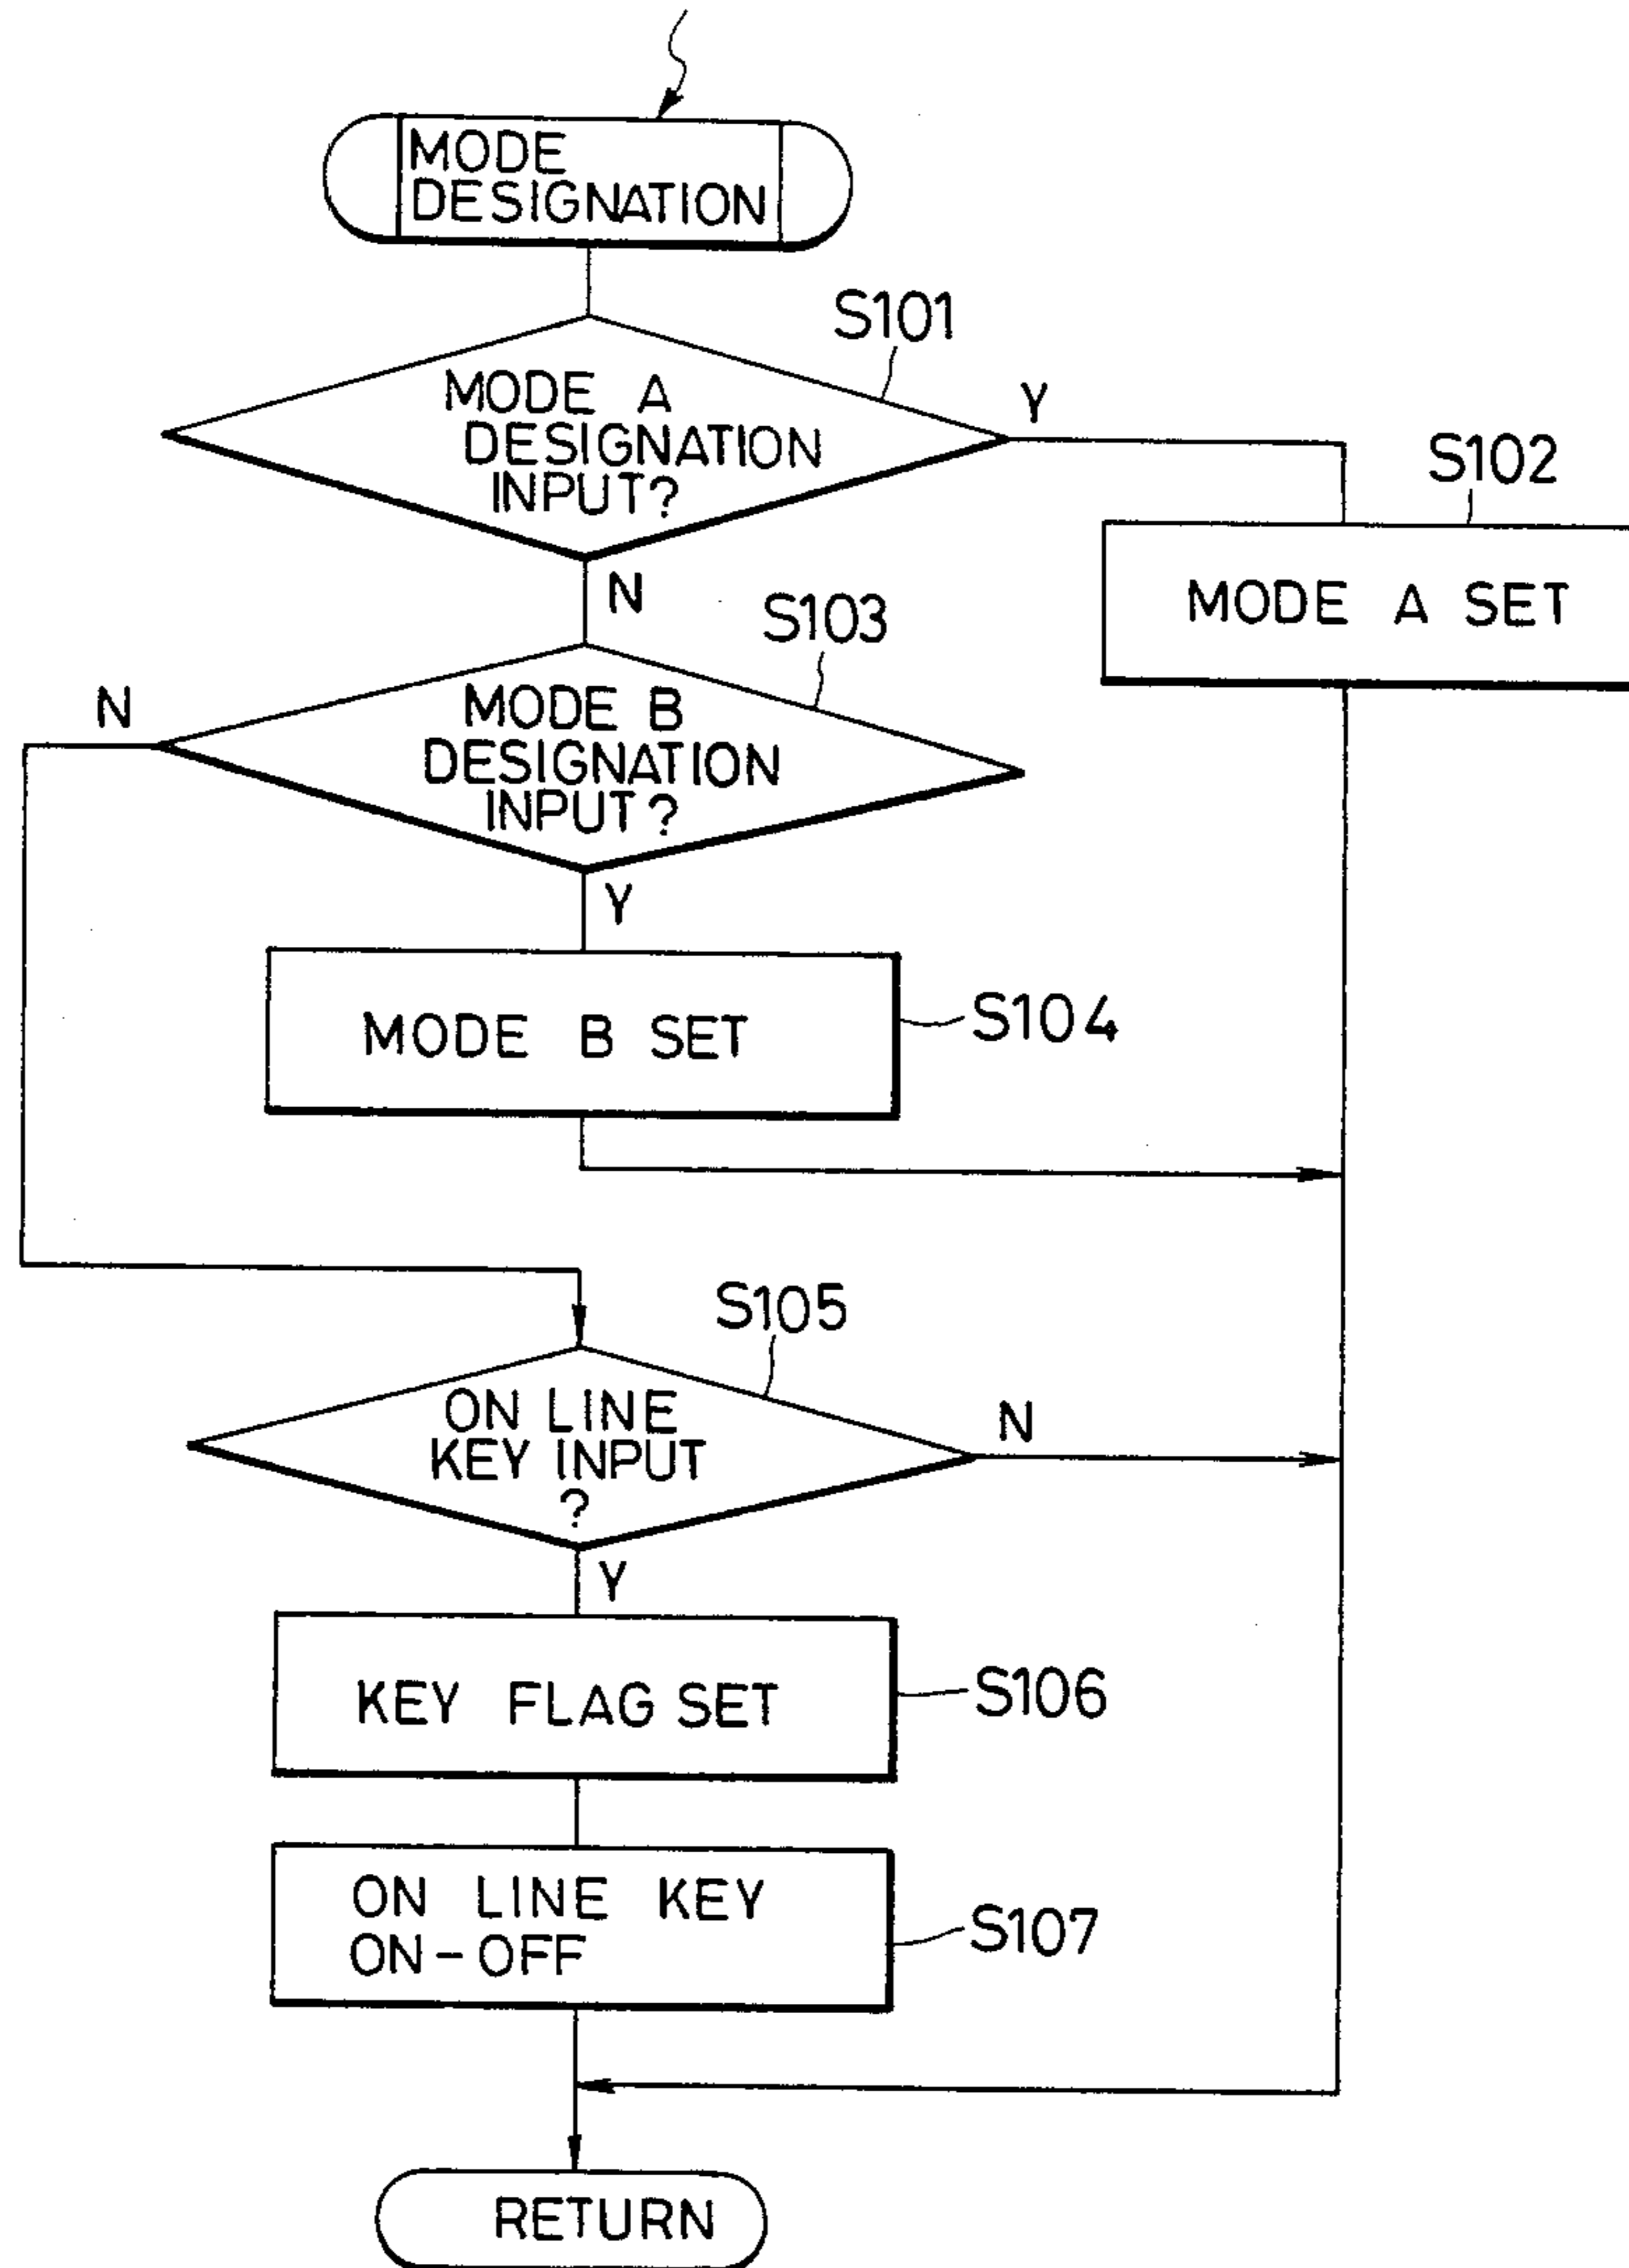 MODE
DESIGNATION
S101
MODE A
DESIGNATION
INPUT?
Y
S102
MODE A SET
N
S103
N
MODE B
DESIGNATION
INPUT?
Y
MODE B SET
S104
S105
ON LINE
KEY INPUT
?
N
Y
KEY FLAG SET
S106
ON LINE KEY
ON-OFF
S107
RETURN